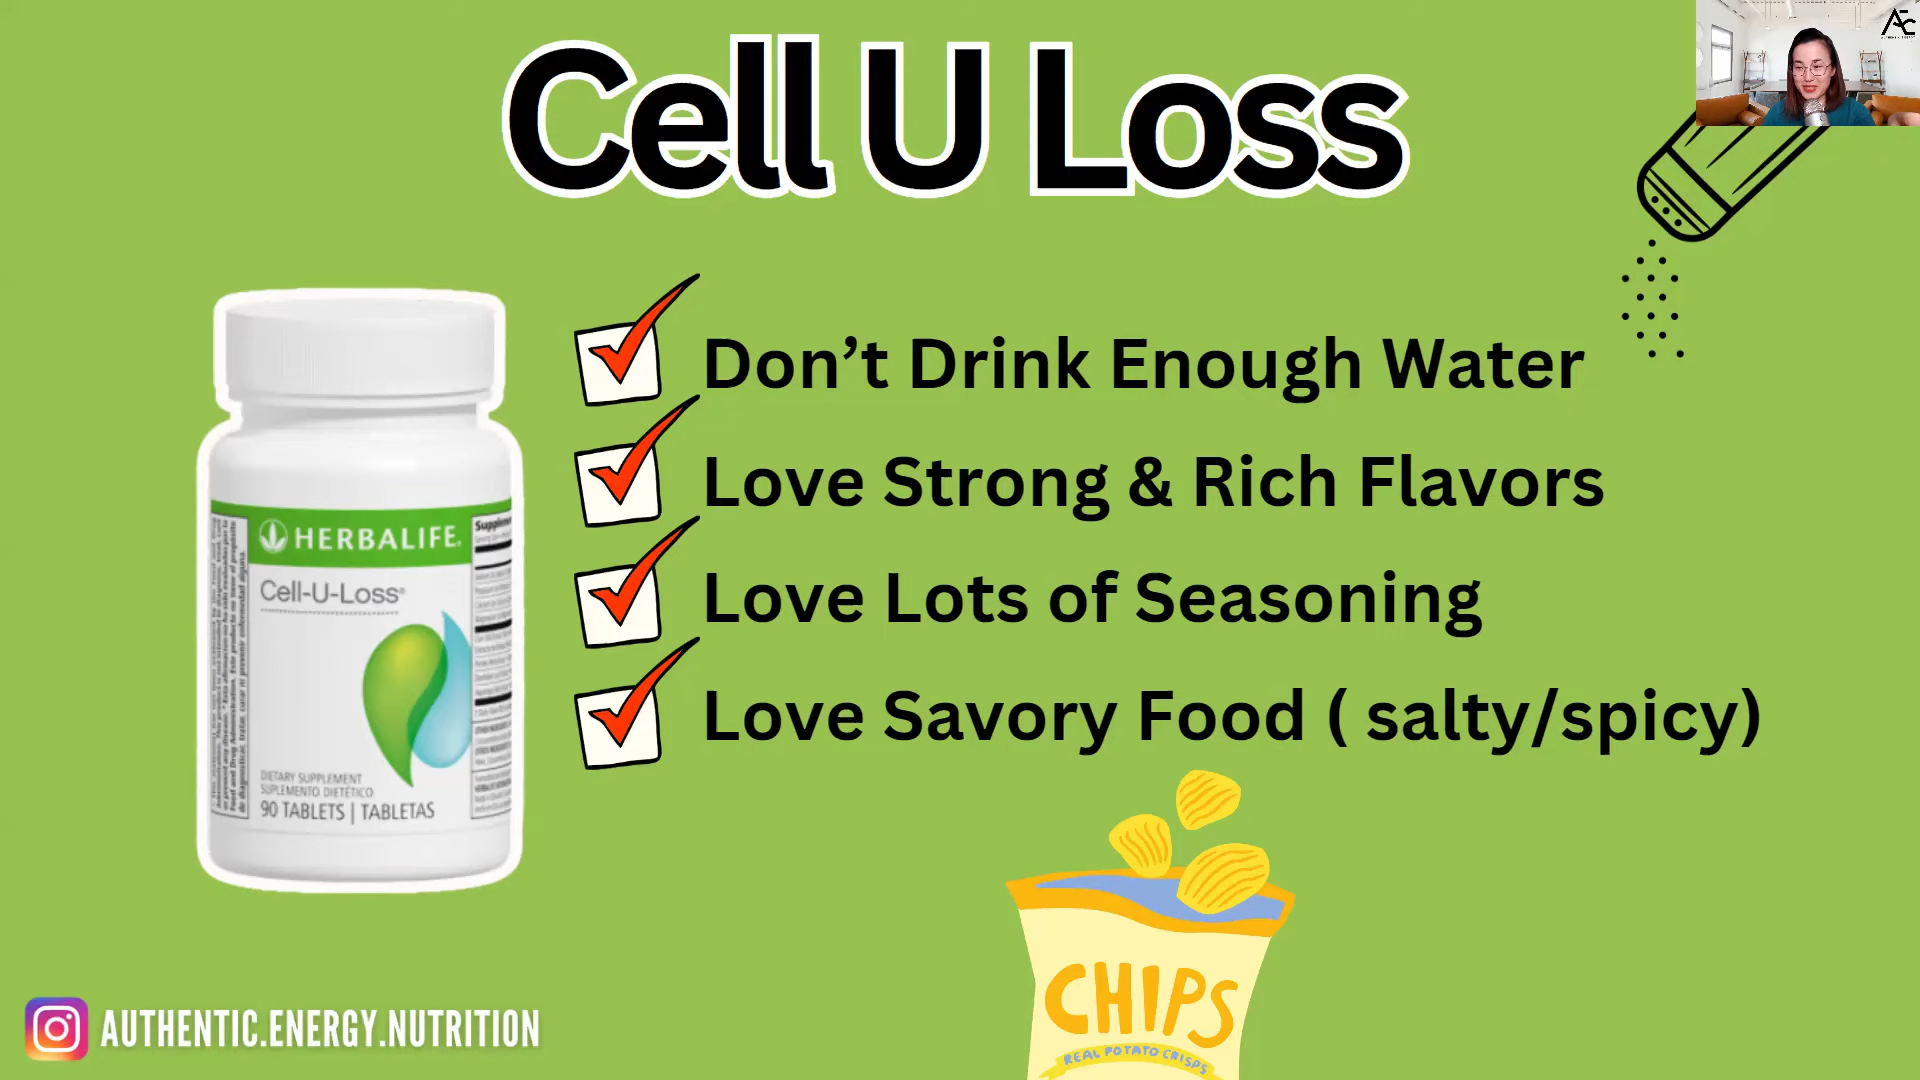 Cell U Loss
Don’t Drink Enough Water
Love Strong & Rich Flavors
Love Lots of Seasoning
Love Savory Food ( salty/spicy)
HERBALIFE.
Cell-U-Loss®
DIETARY SUPPLEMENT
SUPLEMENTO DIETÉTICO
90 TABLETS | TABLETAS
CHIPS
REAL POTATO CRISPS
AUTHENTIC.ENERGY.NUTRITION